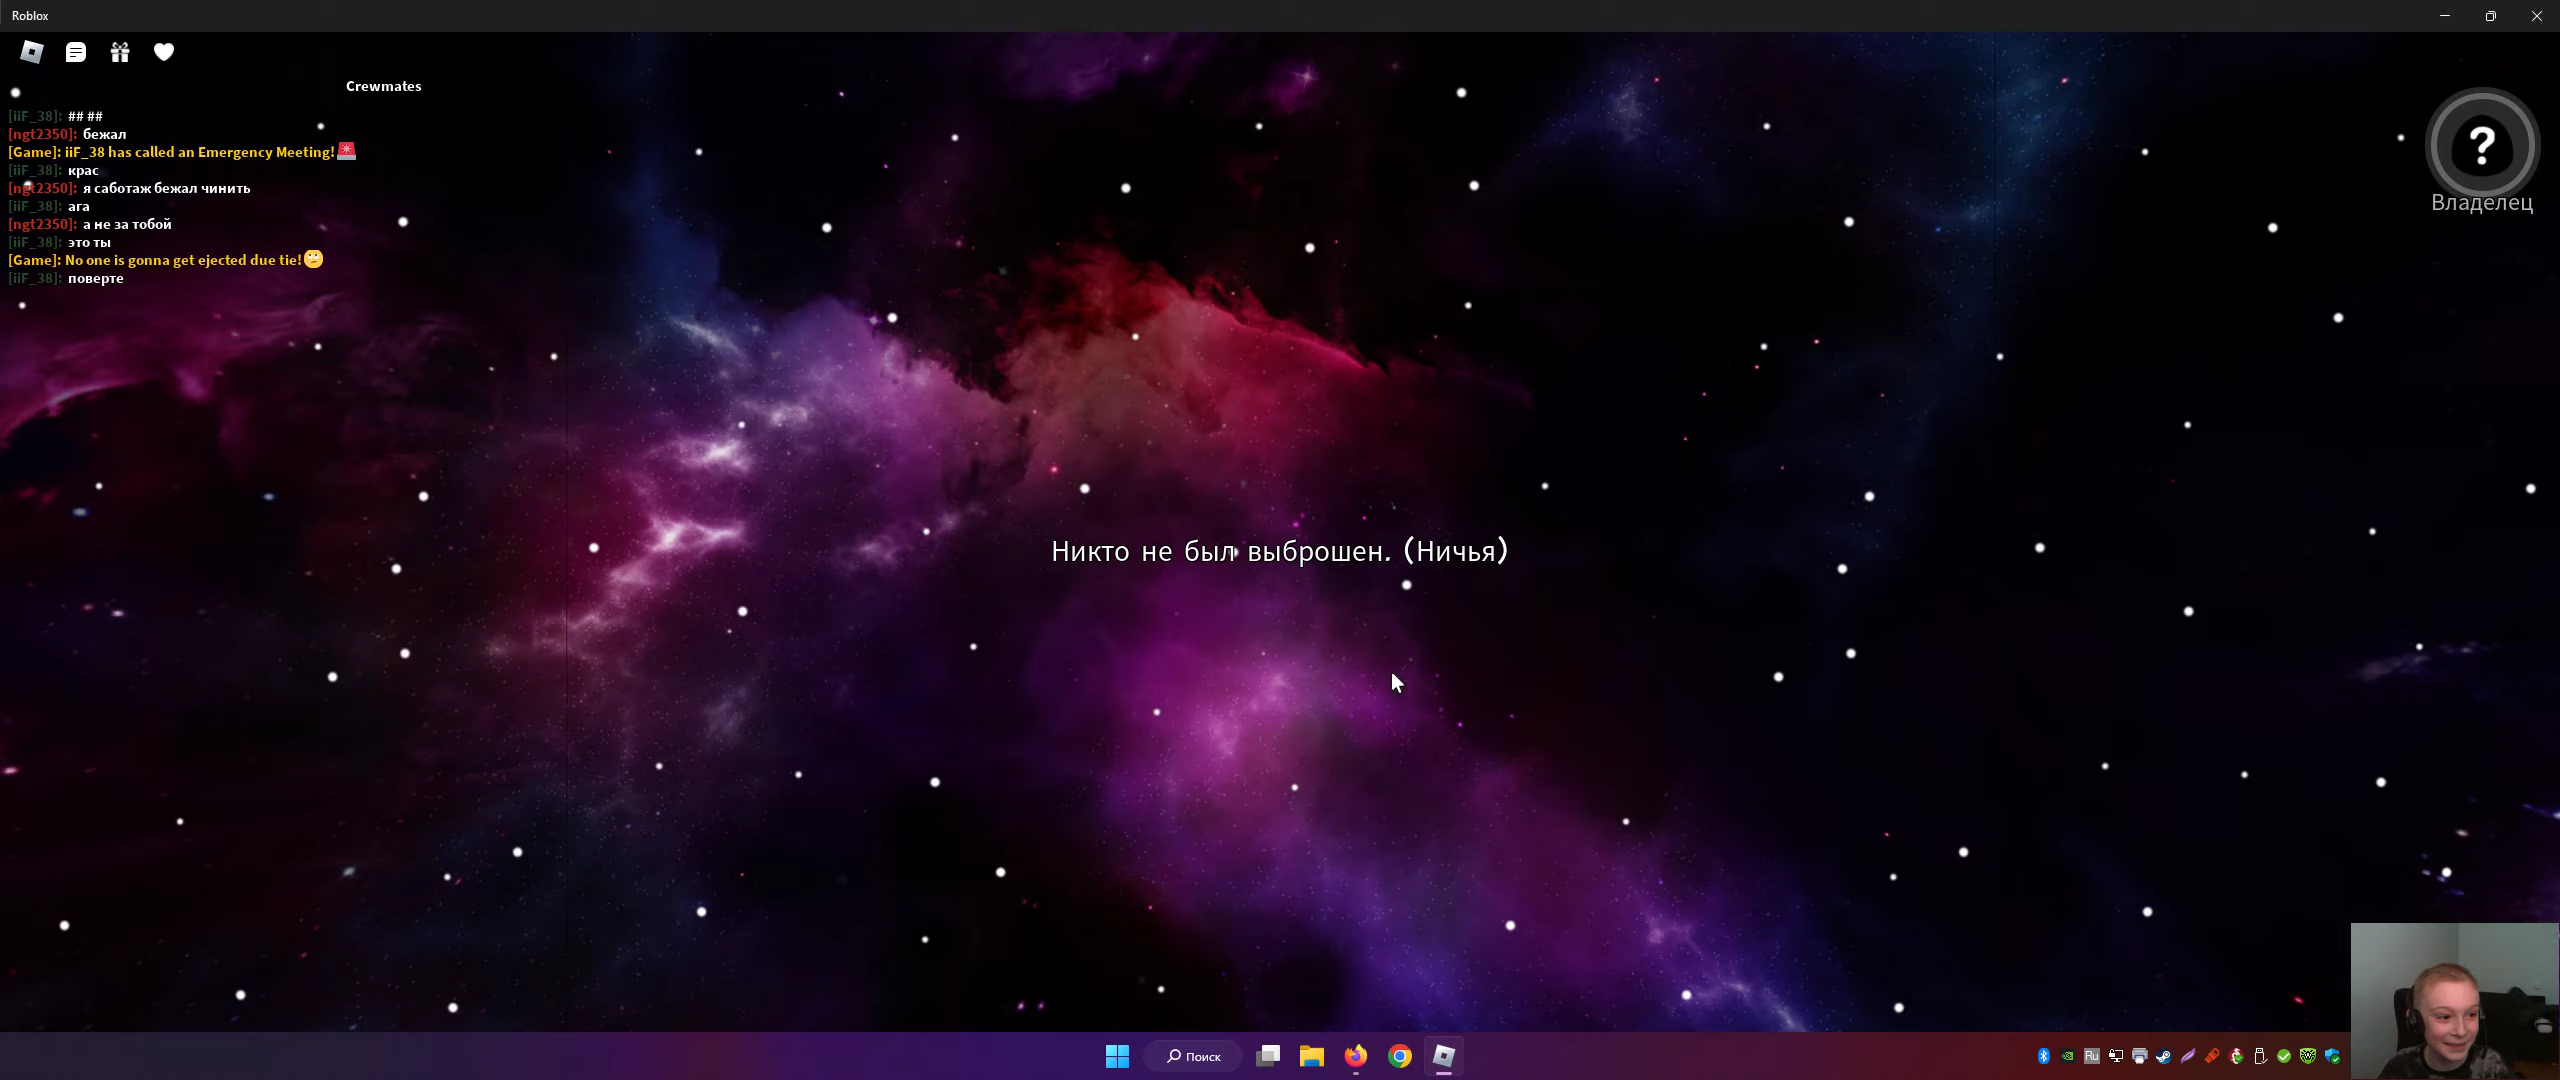 Roblox
Crewmates
[iiF_38]: ## ##
[ngt2350]: бежал
[Game]: iiF_38 has called an Emergency Meeting!🚨
[iiF_38]: крас
[ngt2350]: я саботаж бежал чинить
[iiF_38]: ага
[ngt2350]: а не за тобой
[iiF_38]: это ты
[Game]: No one is gonna get ejected due tie!🙄
[iiF_38]: поверте
?
Владелец
Никто не был выброшен. (Ничья)
Поиск
Ru